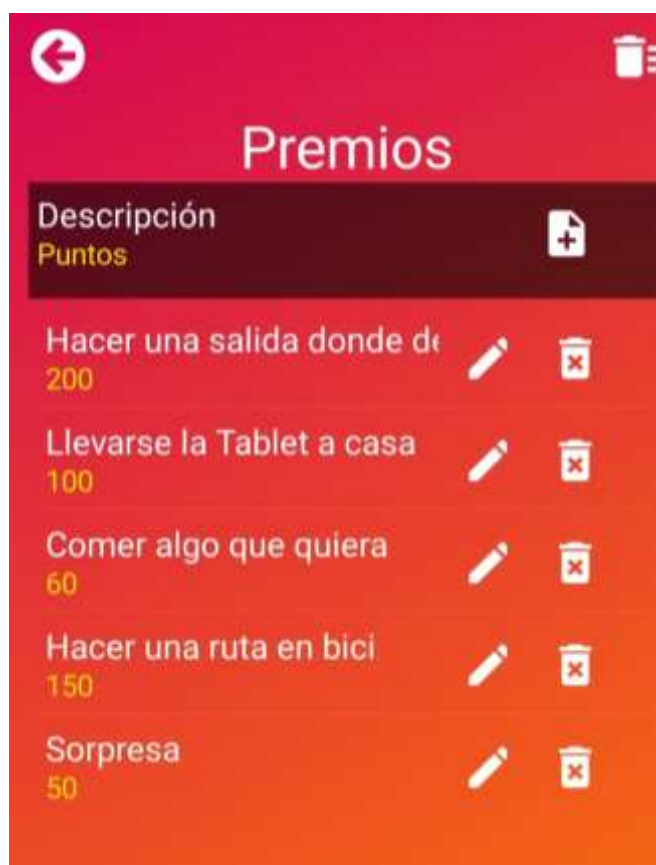 Premios
Descripción
Puntos
Hacer una salida donde de
200
Llevarse la Tablet a casa
100
Comer algo que quiera
60
Hacer una ruta en bici
150
Sorpresa
50